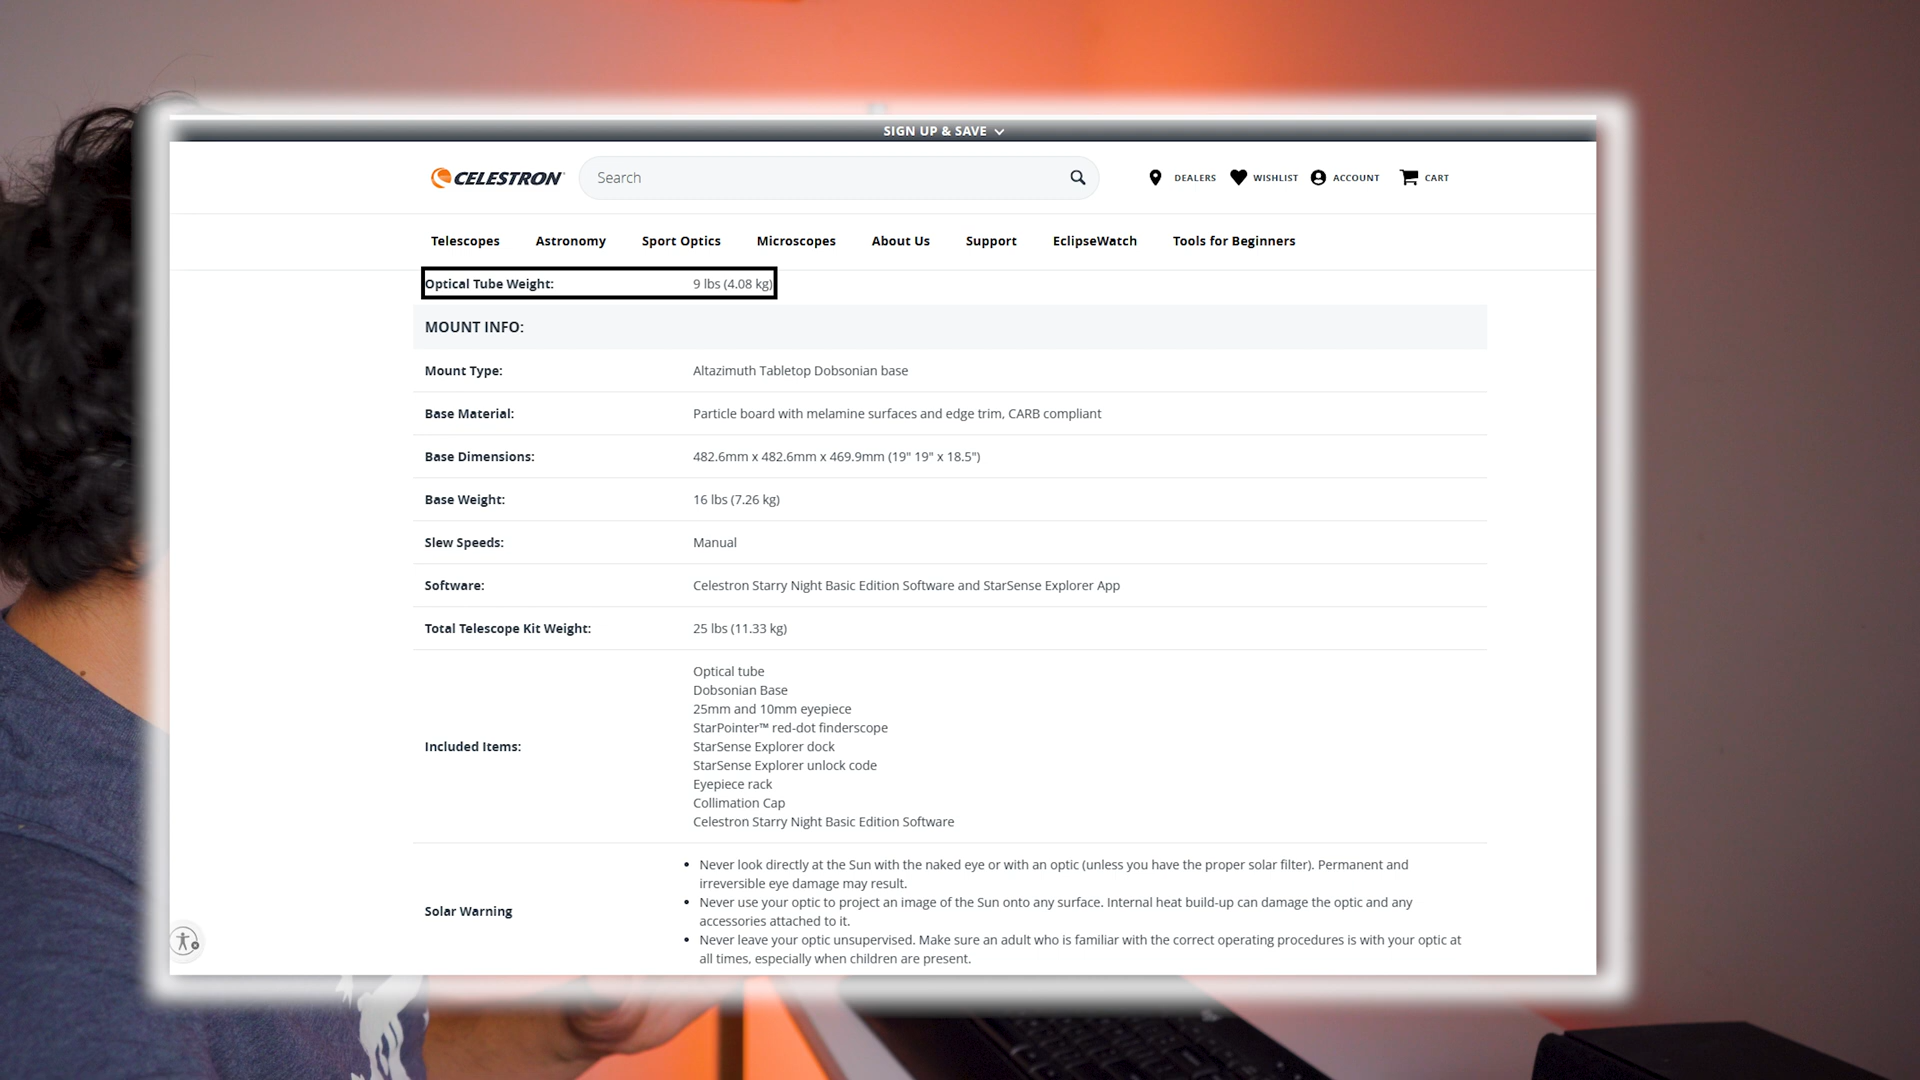 SIGN UP & SAVE
CELESTRON Search DEALERS WISHLIST ACCOUNT CART
Telescopes Astronomy Sport Optics Microscopes About Us Support EclipseWatch Tools for Beginners
Optical Tube Weight: 9 lbs (4.08 kg)
MOUNT INFO:
Mount Type: Altazimuth Tabletop Dobsonian base
Base Material: Particle board with melamine surfaces and edge trim, CARB compliant
Base Dimensions: 482.6mm x 482.6mm x 469.9mm (19" 19" x 18.5")
Base Weight: 16 lbs (7.26 kg)
Slew Speeds: Manual
Software: Celestron Starry Night Basic Edition Software and StarSense Explorer App
Total Telescope Kit Weight: 25 lbs (11.33 kg)
Included Items:
Optical tube
Dobsonian Base
25mm and 10mm eyepiece
StarPointer™ red-dot finderscope
StarSense Explorer dock
StarSense Explorer unlock code
Eyepiece rack
Collimation Cap
Celestron Starry Night Basic Edition Software
Solar Warning
• Never look directly at the Sun with the naked eye or with an optic (unless you have the proper solar filter). Permanent and
irreversible eye damage may result.
• Never use your optic to project an image of the Sun onto any surface. Internal heat build-up can damage the optic and any
accessories attached to it.
• Never leave your optic unsupervised. Make sure an adult who is familiar with the correct operating procedures is with your optic at
all times, especially when children are present.